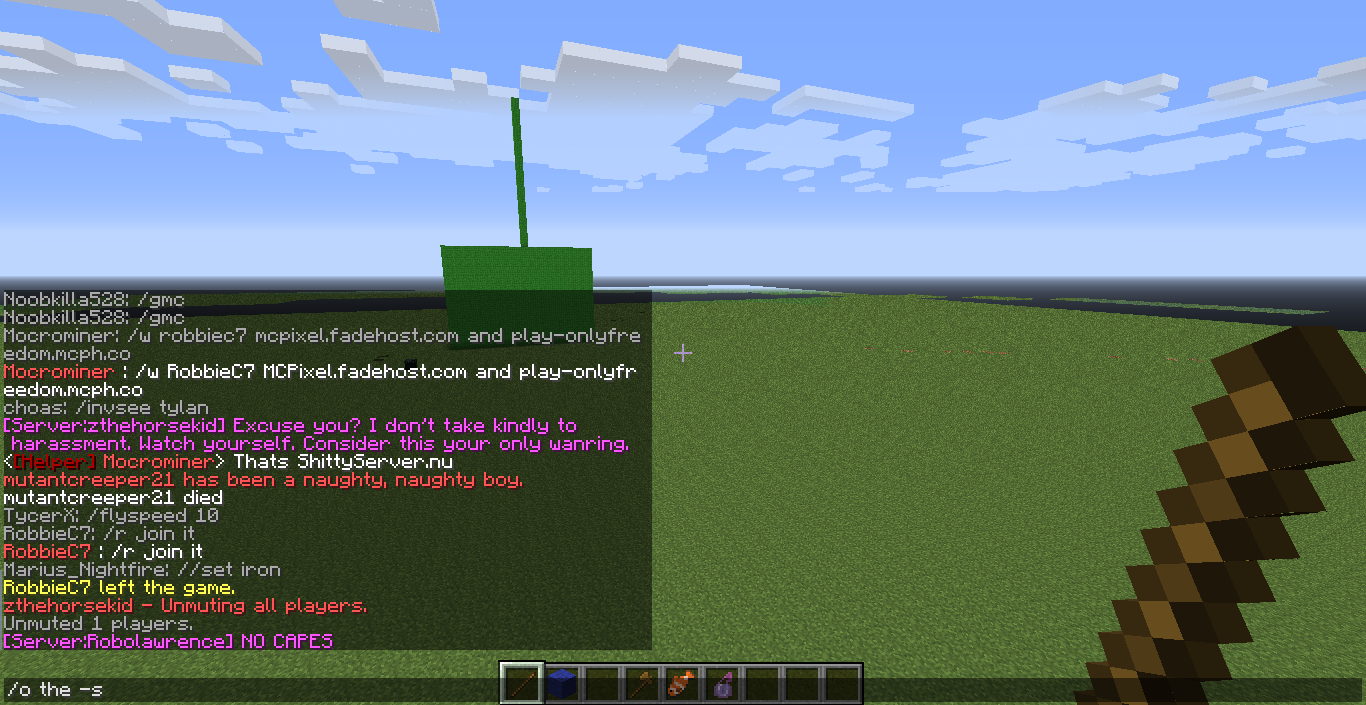 Noobkilla528: /gmc
Noobkilla528: /gmc
Mocrominer: /w robbiec7 mcpixel.fadehost.com and play-onlyfre
edom.mcph.co
Mocrominer : /w RobbieC7 MCPixel.fadehost.com and play-onlyfr
eedom.mcph.co
choas: /invsee tylan
[Server:zthehorsekid] Excuse you? I don't take kindly to
harassment. Watch yourself. Consider this your only wanring.
<[Helper] Mocrominer> Thats ShittyServer.nu
mutantcreeper21 has been a naughty, naughty boy.
mutantcreeper21 died
TycerX: /flyspeed 10
RobbieC7: /r join it
RobbieC7 : /r join it
Marius_Nightfire: //set iron
RobbieC7 left the game.
zthehorsekid - Unmuting all players.
Unmuted 1 players.
[Server:Robolawrence] NO CAPES
/o the -s